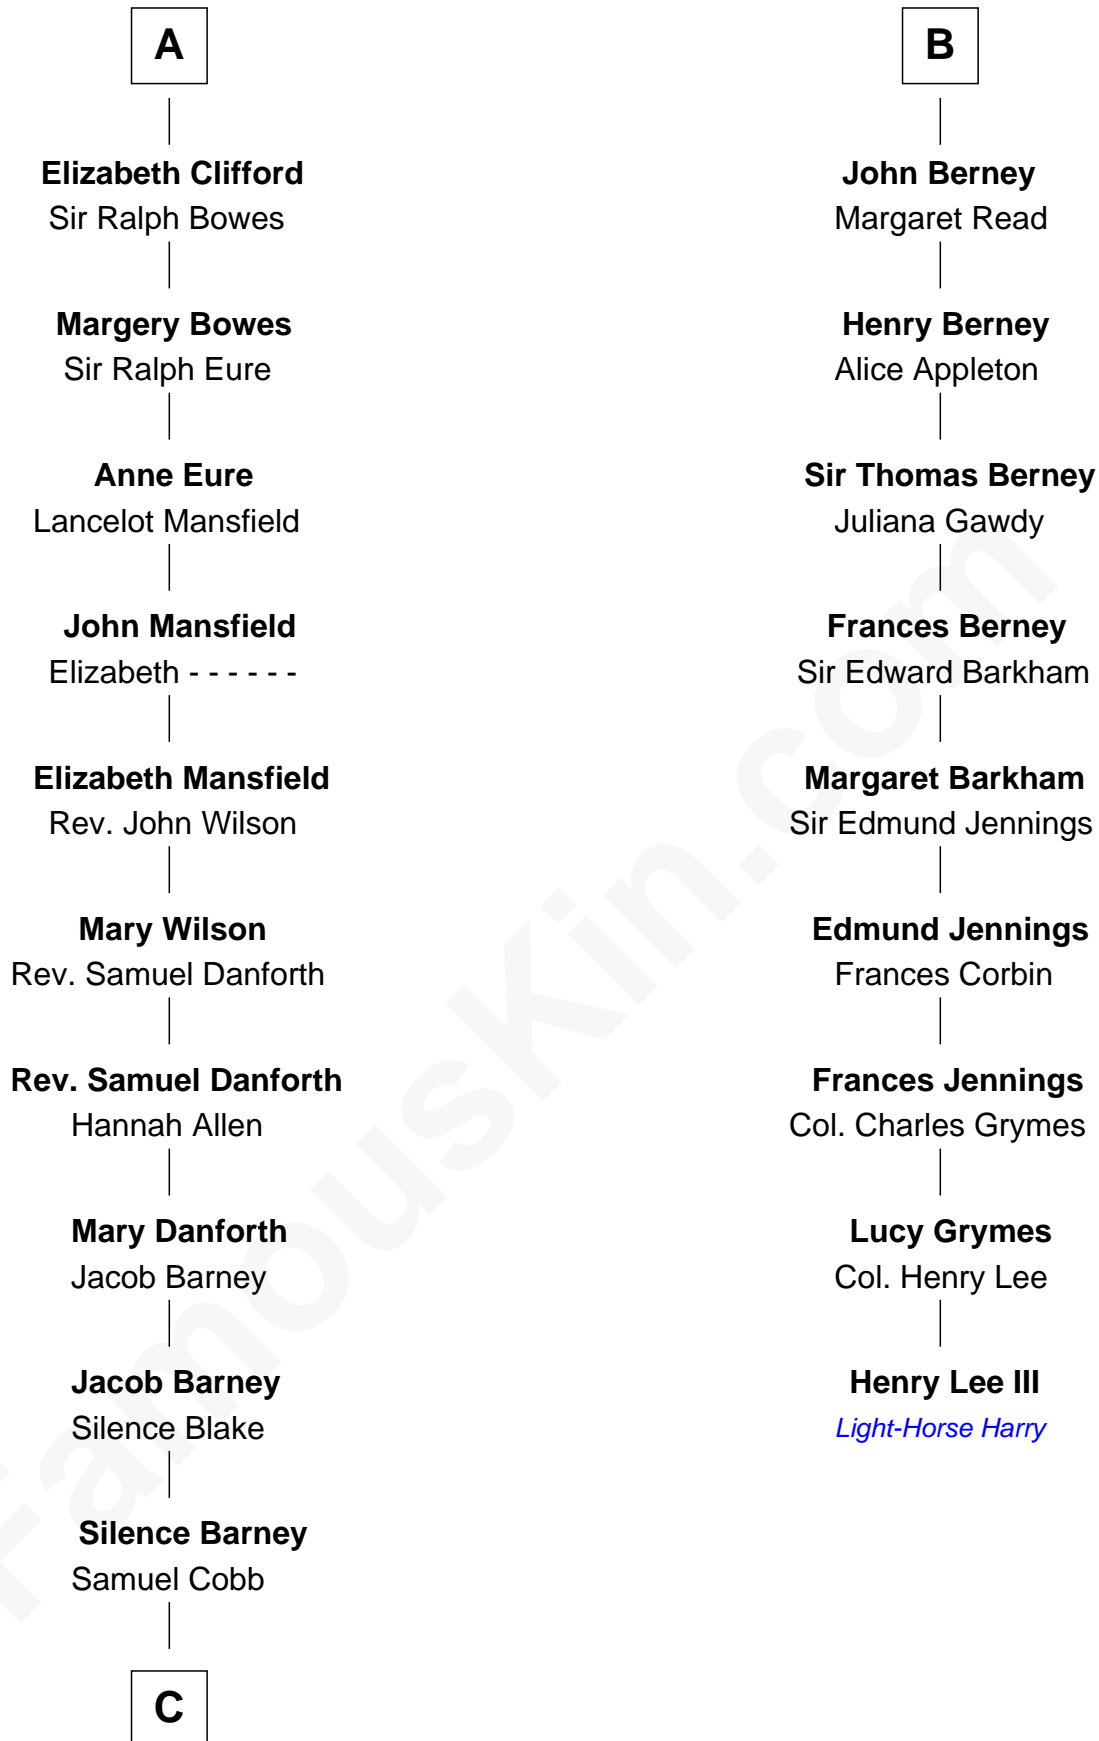 A
Elizabeth Clifford
Sir Ralph Bowes
Margery Bowes
Sir Ralph Eure
Anne Eure
Lancelot Mansfield
John Mansfield
Elizabeth - - - - - -
Elizabeth Mansfield
Rev. John Wilson
Mary Wilson
Rev. Samuel Danforth
Rev. Samuel Danforth
Hannah Allen
Mary Danforth
Jacob Barney
Jacob Barney
Silence Blake
Silence Barney
Samuel Cobb
C
B
John Berney
Margaret Read
Henry Berney
Alice Appleton
Sir Thomas Berney
Juliana Gawdy
Frances Berney
Sir Edward Barkham
Margaret Barkham
Sir Edmund Jennings
Edmund Jennings
Frances Corbin
Frances Jennings
Col. Charles Grymes
Lucy Grymes
Col. Henry Lee
Henry Lee III
Light-Horse Harry
FamousKin.com